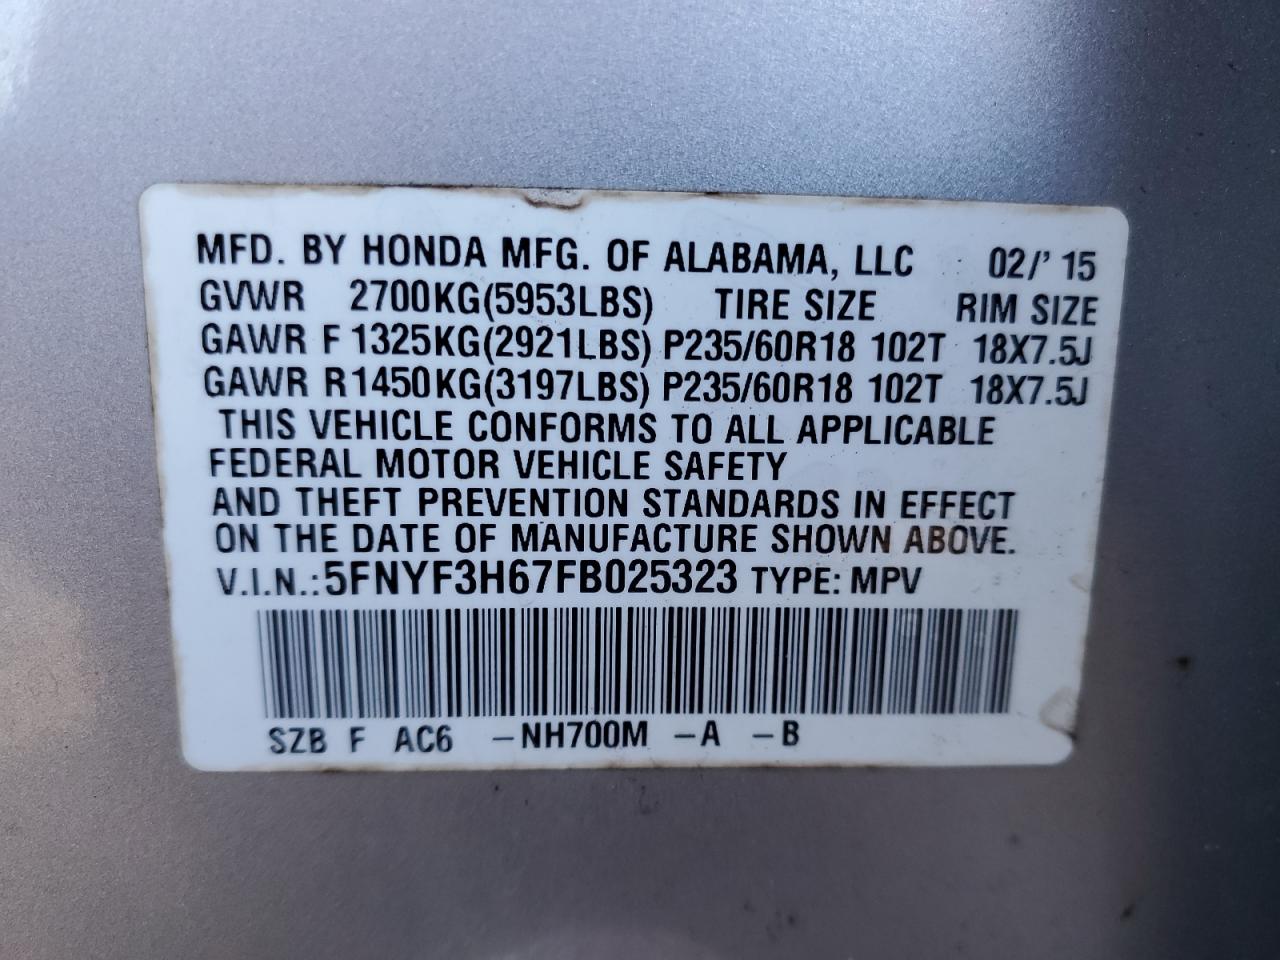 MFD. BY HONDA MFG. OF ALABAMA, LLC 02/' 15
GVWR 2700KG(5953LBS) TIRE SIZE RIM SIZE
GAWR F 1325KG(2921LBS) P235/60R18 102T 18X7.5J
GAWR R1450KG(3197LBS) P235/60R18 102T 18X7.5J
THIS VEHICLE CONFORMS TO ALL APPLICABLE
FEDERAL MOTOR VEHICLE SAFETY
AND THEFT PREVENTION STANDARDS IN EFFECT
ON THE DATE OF MANUFACTURE SHOWN ABOVE.
V.I.N.: 5FNYF3H67FB025323 TYPE: MPV
SZB F AC6 -NH700M -A -B